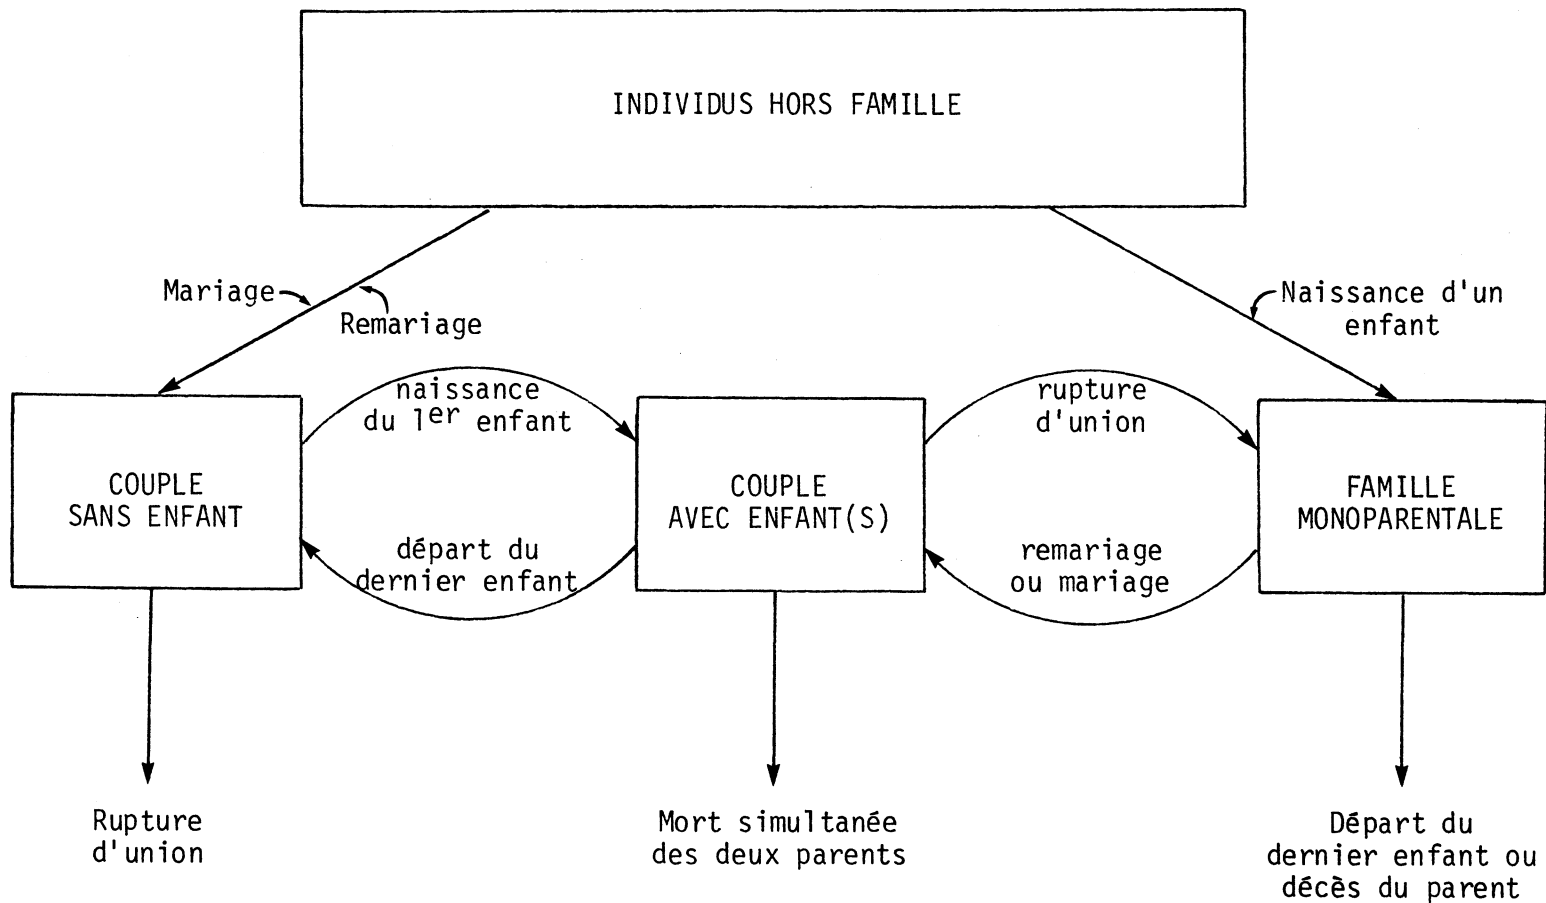 INDIVIDUS HORS FAMILLE
Mariage
Remariage
Naissance d'un
enfant
naissance
du 1er enfant
rupture
d'union
COUPLE
SANS ENFANT
COUPLE
AVEC ENFANT(S)
FAMILLE
MONOPARENTALE
départ du
dernier enfant
remariage
ou mariage
Rupture
d'union
Mort simultanée
des deux parents
Départ du
dernier enfant ou
décès du parent